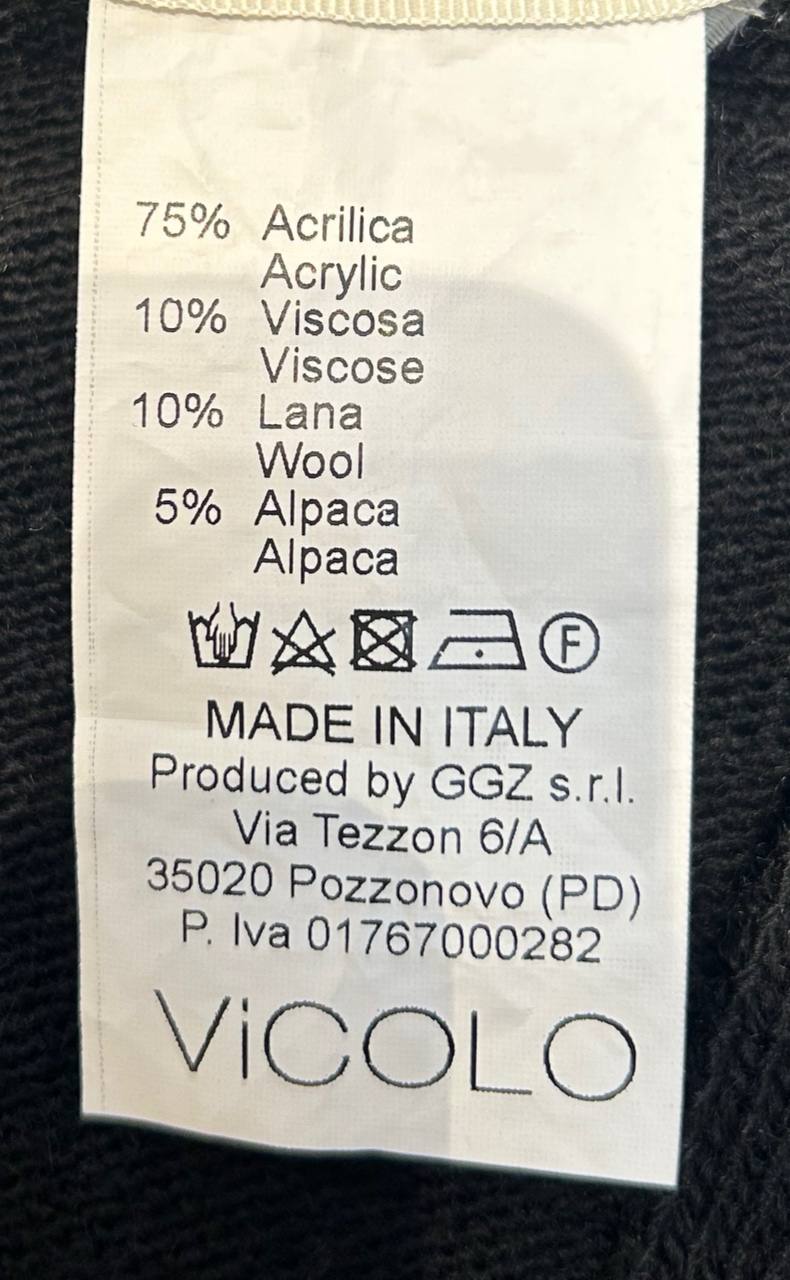 75% Acrilica
Acrylic
10% Viscosa
Viscose
10% Lana
Wool
5% Alpaca
Alpaca
F
MADE IN ITALY
Produced by GGZ s.r.l.
Via Tezzon 6/A
35020 Pozzonovo (PD)
P. Iva 01767000282
ViCOLO